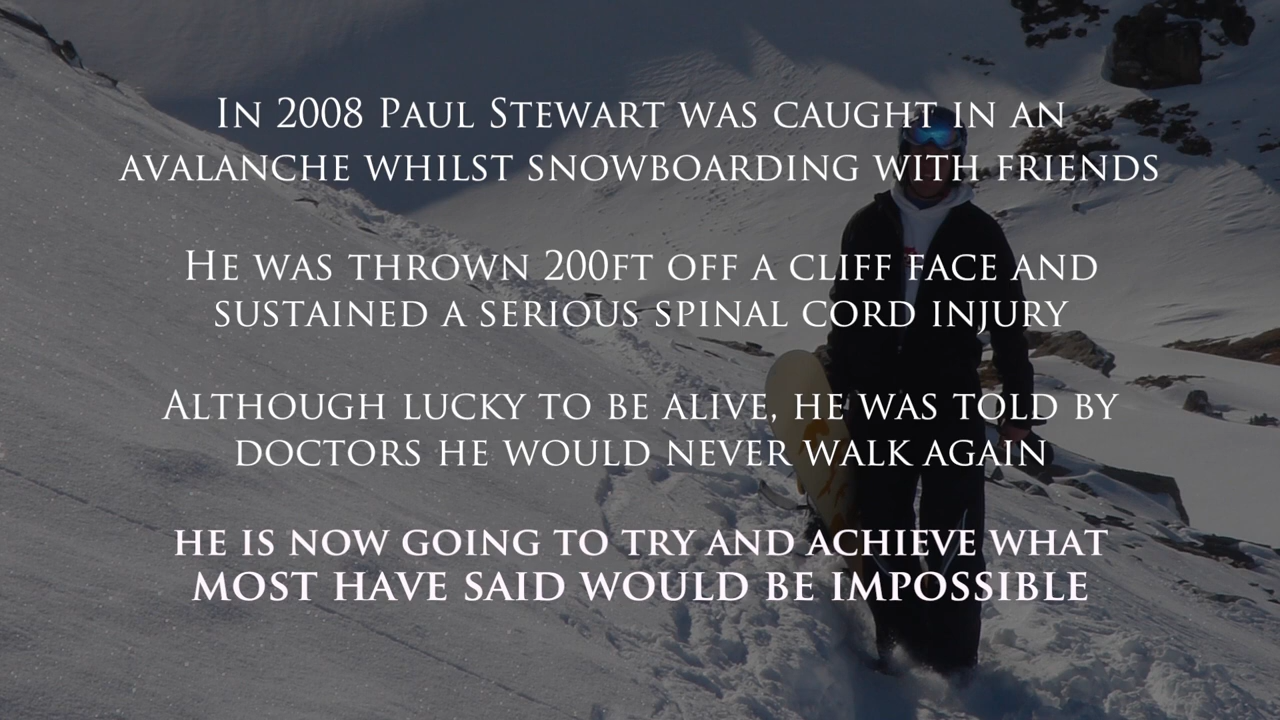 In 2008 Paul Stewart was caught in an
avalanche whilst snowboarding with friends
He was thrown 200ft off a cliff face and
sustained a serious spinal cord injury
Although lucky to be alive, he was told by
doctors he would never walk again
he is now going to try and achieve what
most have said would be impossible